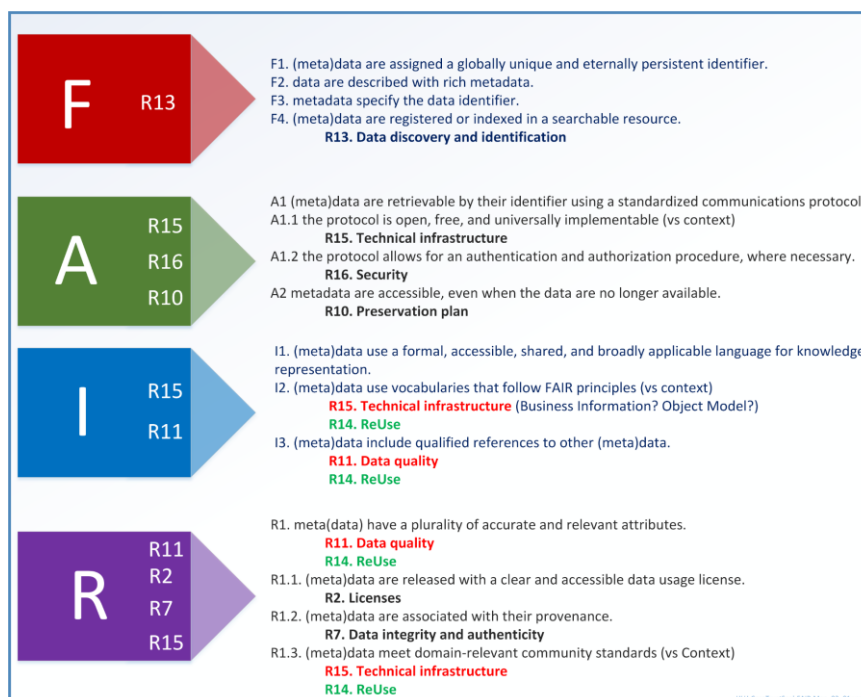 F
R13
F1. (meta)data are assigned a globally unique and eternally persistent identifier.
F2. data are described with rich metadata.
F3. metadata specify the data identifier.
F4. (meta)data are registered or indexed in a searchable resource.
R13. Data discovery and identification
A
R15
R16
R10
A1 (meta)data are retrievable by their identifier using a standardized communications protocol
A1.1 the protocol is open, free, and universally implementable (vs context)
R15. Technical infrastructure
A1.2 the protocol allows for an authentication and authorization procedure, where necessary.
R16. Security
A2 metadata are accessible, even when the data are no longer available.
R10. Preservation plan
I
R15
R11
I1. (meta)data use a formal, accessible, shared, and broadly applicable language for knowledge
representation.
I2. (meta)data use vocabularies that follow FAIR principles (vs context)
R15. Technical infrastructure (Business Information? Object Model?)
R14. ReUse
I3. (meta)data include qualified references to other (meta)data.
R11. Data quality
R14. ReUse
R
R11
R2
R7
R15
R1. meta(data) have a plurality of accurate and relevant attributes.
R11. Data quality
R14. ReUse
R1.1. (meta)data are released with a clear and accessible data usage license.
R2. Licenses
R1.2. (meta)data are associated with their provenance.
R7. Data integrity and authenticity
R1.3. (meta)data meet domain-relevant community standards (vs Context)
R15. Technical infrastructure
R14. ReUse